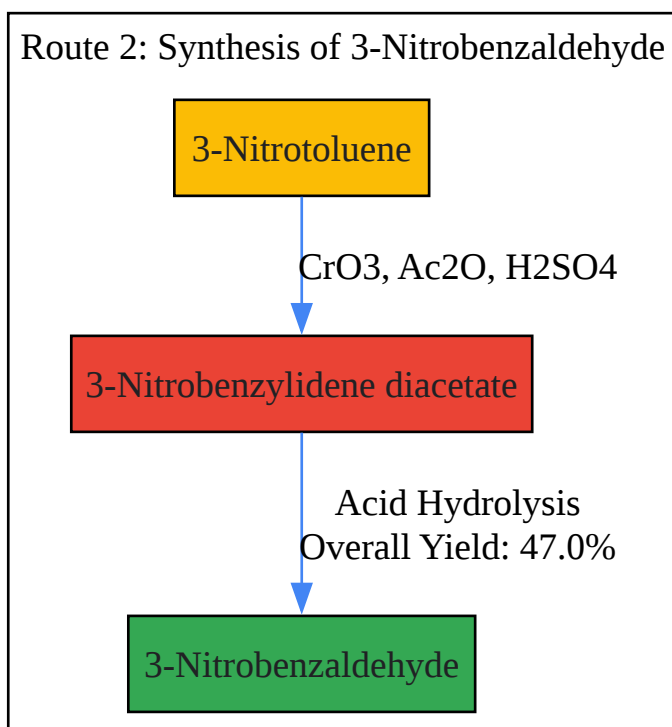 Route 2: Synthesis of 3-Nitrobenzaldehyde
3-Nitrotoluene
CrO3, Ac2O, H2SO4
3-Nitrobenzylidene diacetate
Acid Hydrolysis
Overall Yield: 47.0%
3-Nitrobenzaldehyde